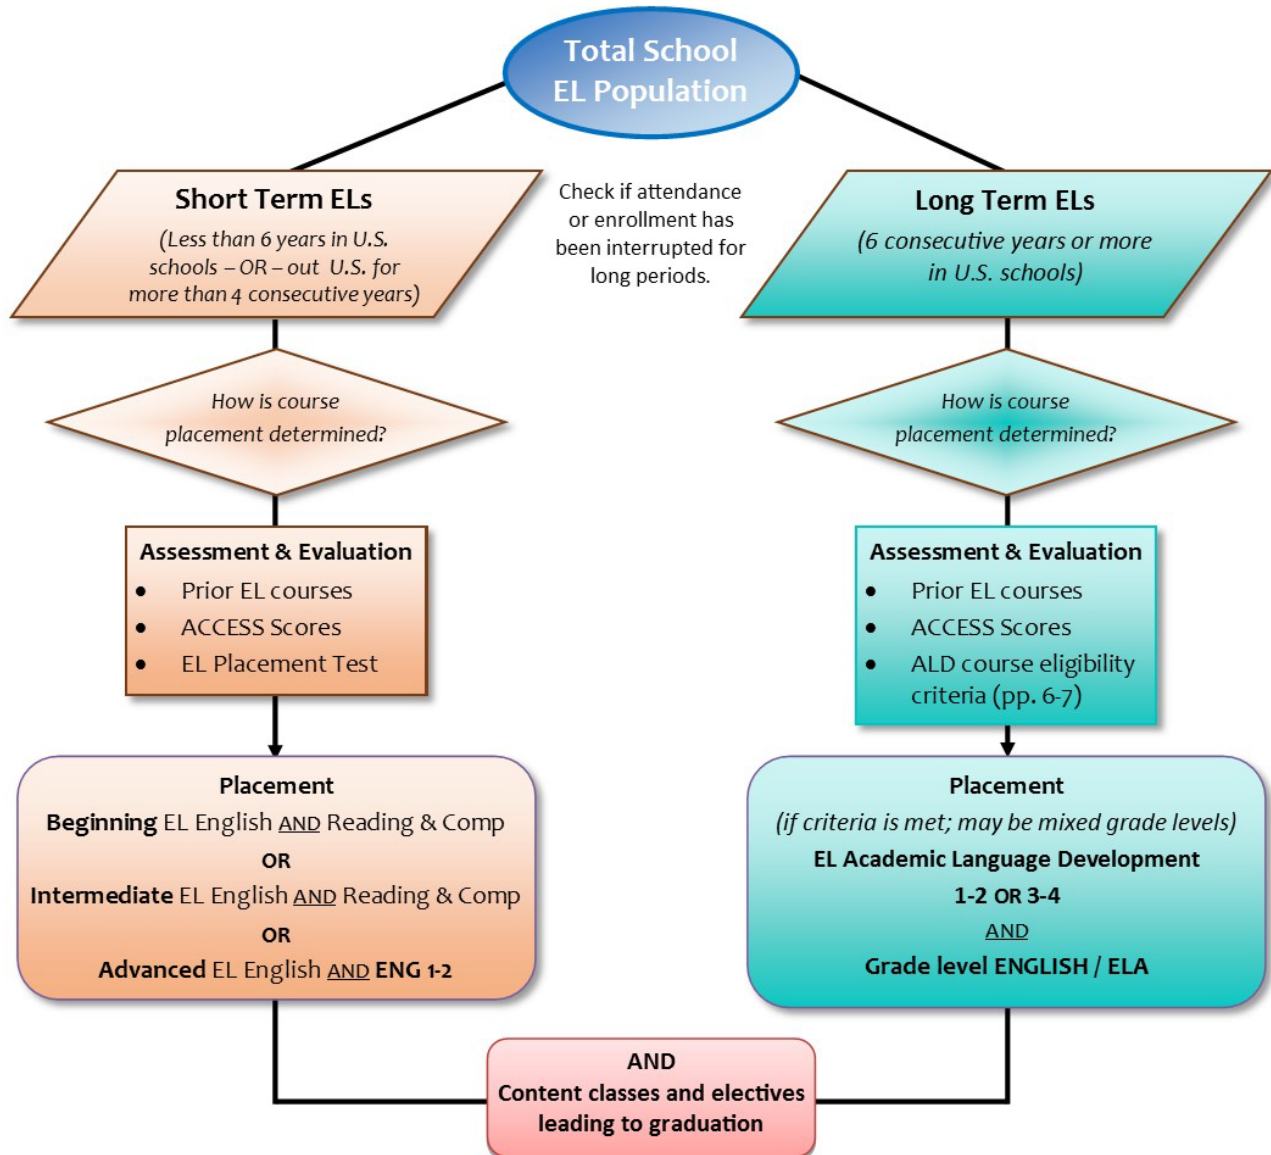 Total School
EL Population
Short Term ELs
(Less than 6 years in U.S.
schools – OR – out  U.S. for
more than 4 consecutive years)
Check if attendance
or enrollment has
been interrupted for
long periods.
Long Term ELs
(6 consecutive years or more
in U.S. schools)
How is course
placement determined?
How is course
placement determined?
Assessment & Evaluation
• Prior EL courses
• ACCESS Scores
• EL Placement Test
Assessment & Evaluation
• Prior EL courses
• ACCESS Scores
• ALD course eligibility
criteria (pp. 6-7)
Placement
Beginning EL English AND Reading & Comp
OR
Intermediate EL English AND Reading & Comp
OR
Advanced EL English AND ENG 1-2
Placement
(if criteria is met; may be mixed grade levels)
EL Academic Language Development
1-2 OR 3-4
AND
Grade level ENGLISH / ELA
AND
Content classes and electives
leading to graduation